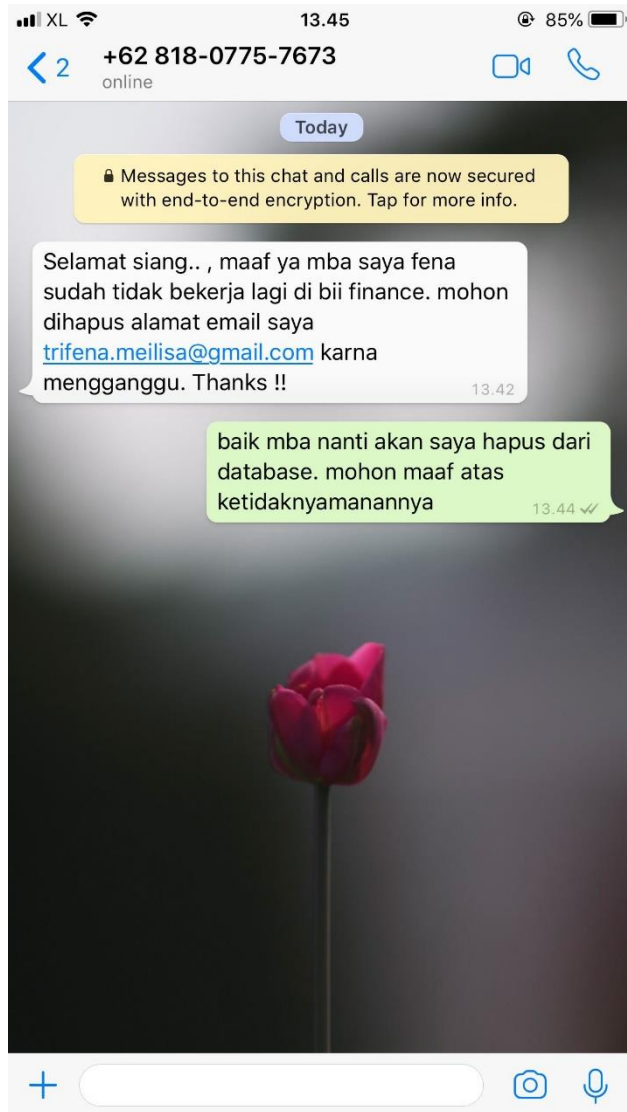 XL 13.45 85%
2 +62 818-0775-7673
online
Today
Messages to this chat and calls are now secured
with end-to-end encryption. Tap for more info.
Selamat siang.. , maaf ya mba saya fena
sudah tidak bekerja lagi di bii finance. mohon
dihapus alamat email saya
trifena.meilisa@gmail.com karna
mengganggu. Thanks !!
13.42
baik mba nanti akan saya hapus dari
database. mohon maaf atas
ketidaknyamanannya
13.44